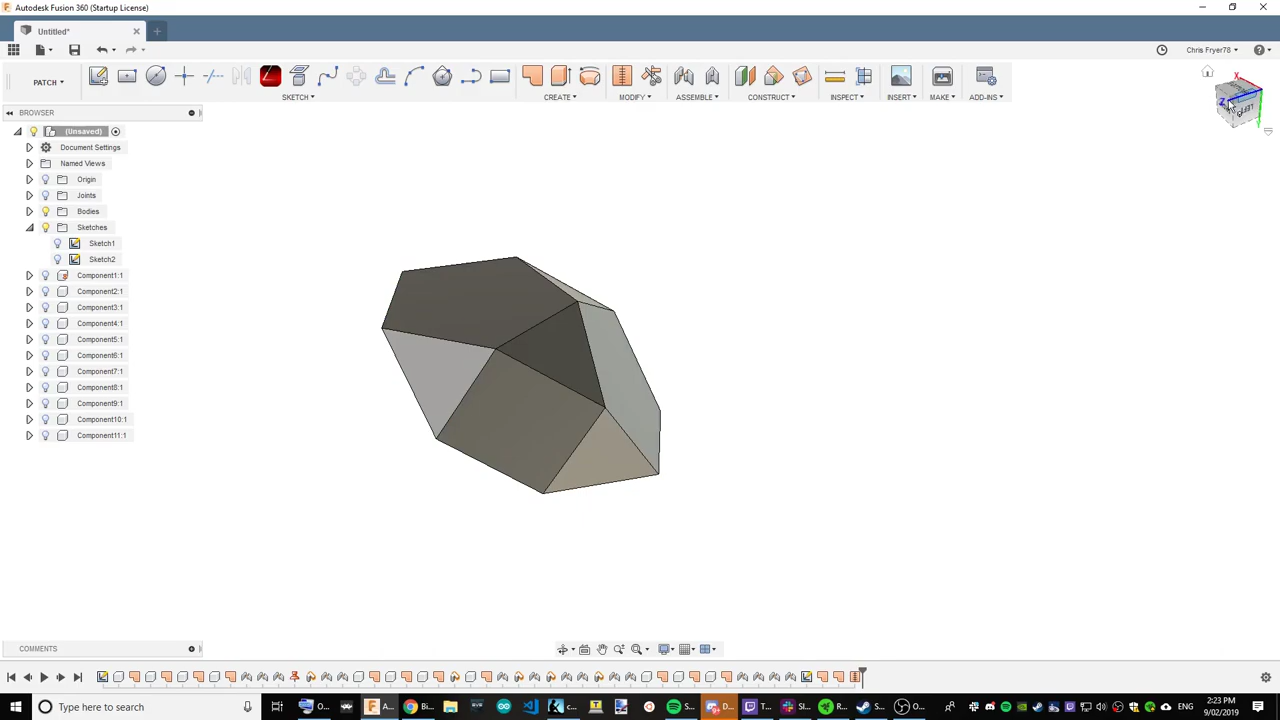 Autodesk Fusion 360 (Startup License)
Untitled*
Chris Fryer78
PATCH
SKETCH
CREATE
MODIFY
ASSEMBLE
CONSTRUCT
INSPECT
INSERT
MAKE
ADD-INS
BROWSER
X
Z
LEFT
(Unsaved)
Document Settings
Named Views
Origin
Joints
Bodies
Sketches
Sketch1
Sketch2
Component1:1
Component2:1
Component3:1
Component4:1
Component5:1
Component6:1
Component7:1
Component8:1
Component9:1
Component10:1
Component11:1
COMMENTS
Type here to search
O...
A...
Bi...
C...
S...
D...
T...
Sl...
R...
S...
O...
ENG
2:23 PM
9/02/2019